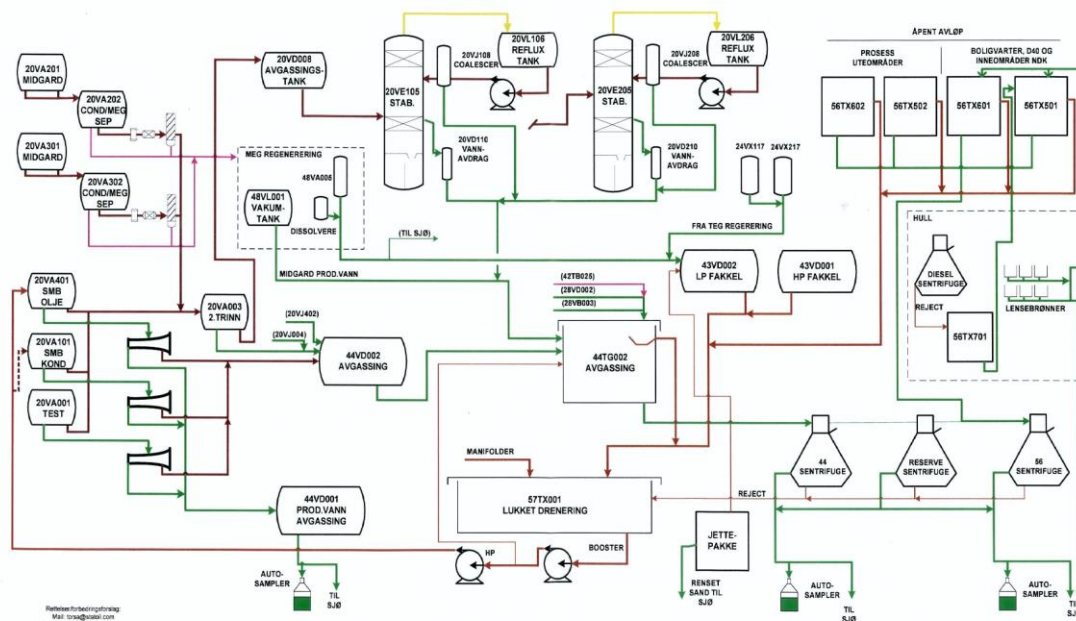 20VA201
MIDGARD
20VA202
COND/MEG
SEP
20VA301
MIDGARD
20VA302
COND/MEG
SEP
20VD008
AVGASSINGS-
TANK
20VE105
STAB.
20VL106
REFLUX
TANK
20VJ108
COALESCER
20VD110
VANN-
AVDRAG
20VE205
STAB.
20VL206
REFLUX
TANK
20VJ208
COALESCER
20VD210
VANN-
AVDRAG
ÅPENT AVLØP
PROSESS
UTEOMRÅDER
BOLIGVARTER, D40 OG
INNEOMRÅDER NDK
56TX602
56TX502
56TX601
56TX501
MEG REGENERERING
48VA005
48VL001
VAKUM-
TANK
DISSOLVERE
24VX117
24VX217
(TIL SJØ)
FRA TEG REGERERING
MIDGARD PROD.VANN
43VD002
LP FAKKEL
43VD001
HP FAKKEL
HULL
DIESEL
SENTRIFUGE
REJECT
56TX701
LENSEBRØNNER
20VA401
SMB
OLJE
20VA003
2.TRINN
20VA101
SMB
KOND
20VA001
TEST
(20VJ402)
(20VJ004)
44VD002
AVGASSING
(42TB025)
(28VD002)
(28VB003)
44TG002
AVGASSING
MANIFOLDER
57TX001
LUKKET DRENERING
REJECT
44
SENTRIFUGE
RESERVE
SENTRIFUGE
56
SENTRIFUGE
44VD001
PROD.VANN
AVGASSING
HP
BOOSTER
JETTE-
PAKKE
RENSET
SAND TIL
SJØ
AUTO-
SAMPLER
TIL
SJØ
AUTO-
SAMPLER
TIL
SJØ
AUTO-
SAMPLER
TIL
SJØ
Rettelser/forbedringsforslag:
Mail: torsa@statoil.com